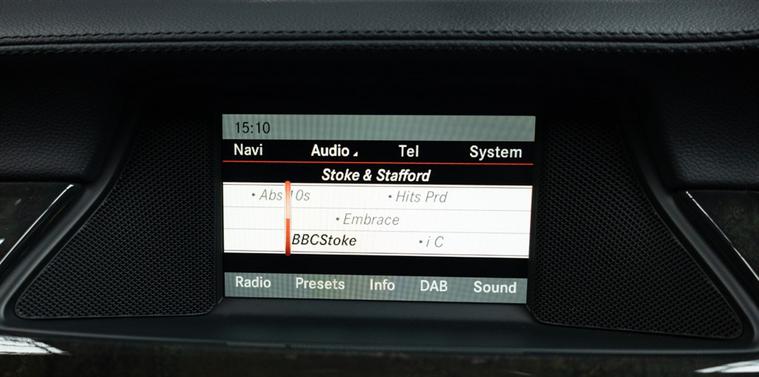 15:10
Navi Audio Tel System
Stoke & Stafford
• Abs 10s • Hits Prd
• Embrace
BBCStoke • i C
Radio Presets Info DAB Sound